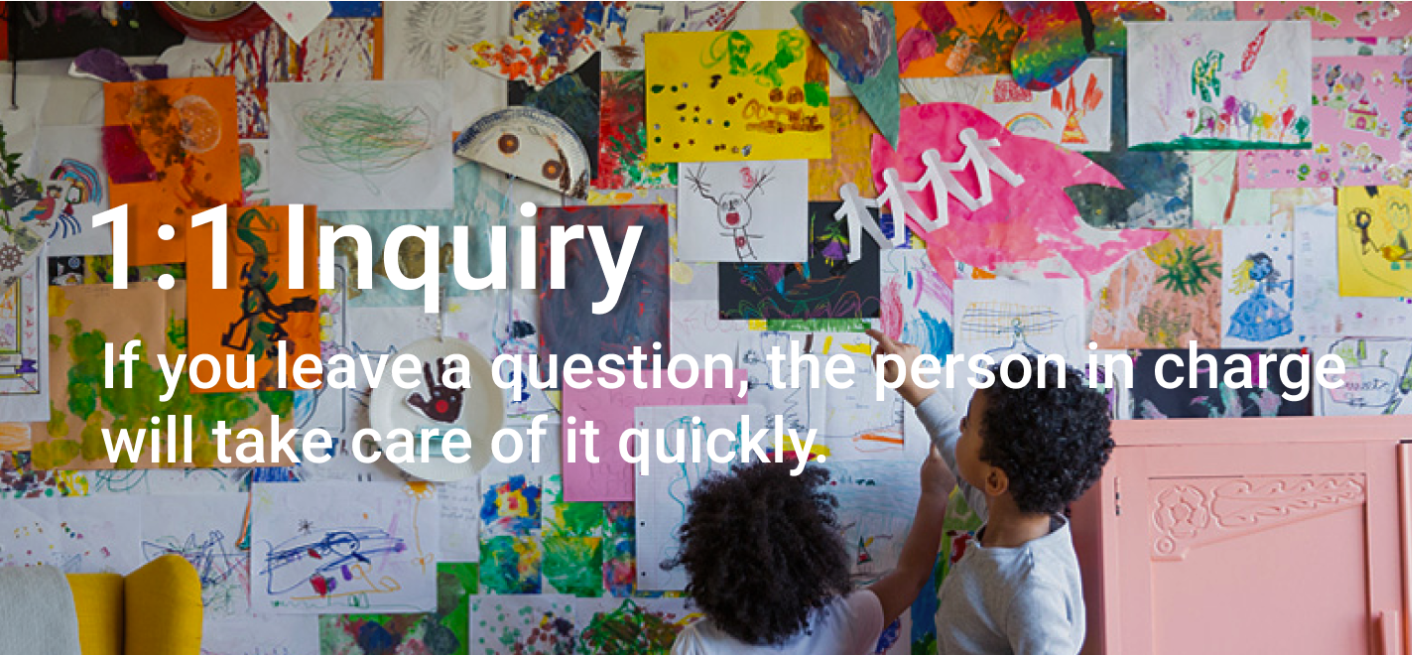 1:1 Inquiry
If you leave a question, the person in charge
will take care of it quickly.